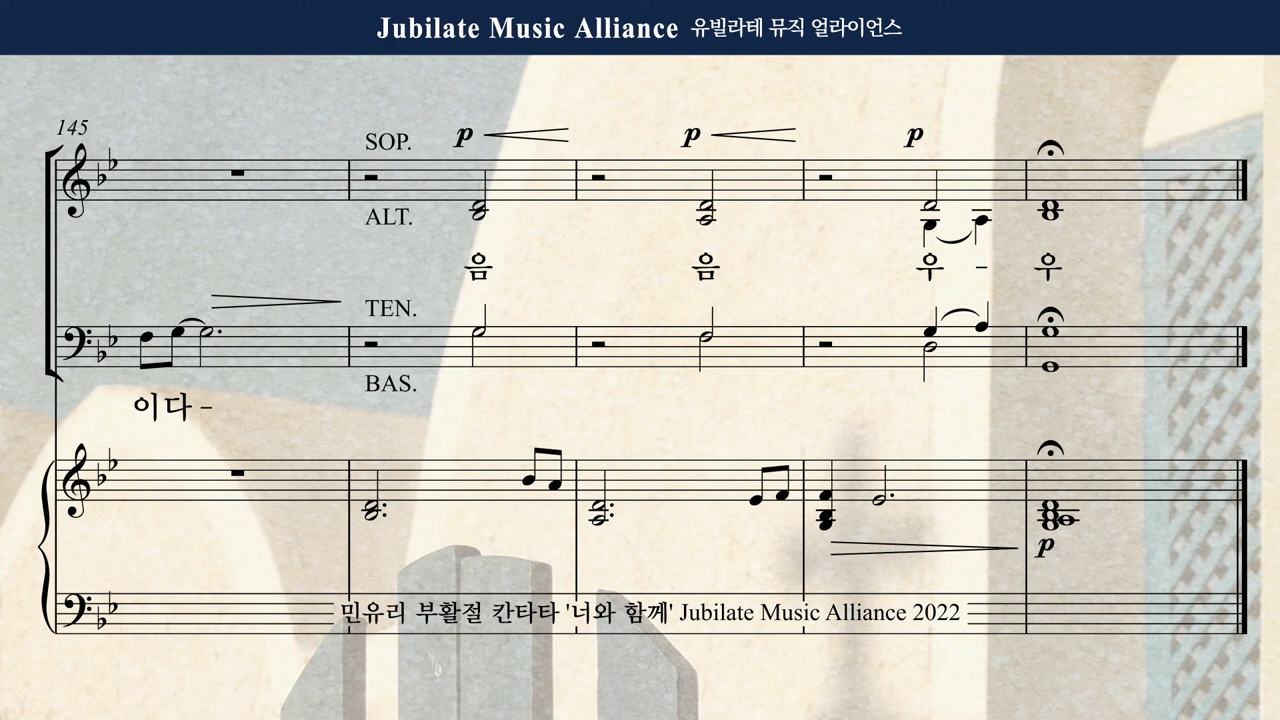 Jubilate Music Alliance 유빌라테 뮤직 얼라이언스
145
SOP.
p p p
ALT.
음 음 우 - 우
TEN.
BAS.
이다 -
p
민유리 부활절 칸타타 '너와 함께' Jubilate Music Alliance 2022